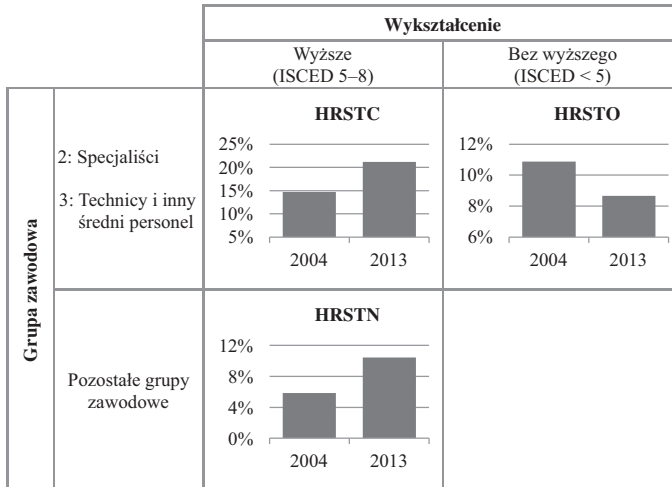 Wykształcenie
Wyższe
(ISCED 5–8)
Bez wyższego
(ISCED < 5)
Grupa zawodowa
2: Specjaliści
3: Technicy i inny
średni personel
HRSTC
25%
20%
15%
10%
5%
2004 2013
HRSTO
12%
10%
8%
6%
2004 2013
Pozostałe grupy
zawodowe
HRSTN
12%
8%
4%
0%
2004 2013